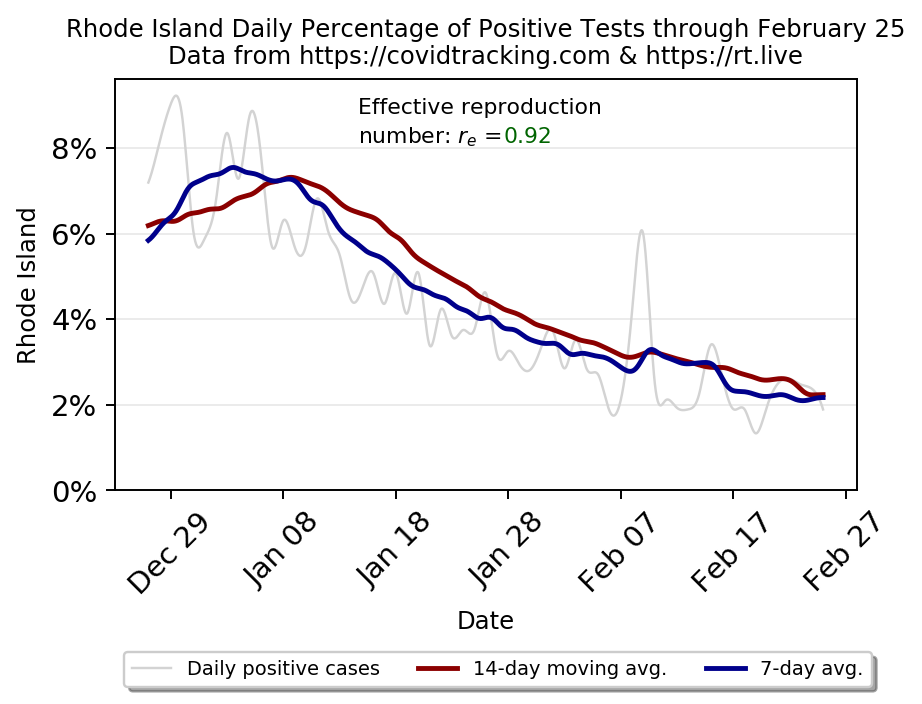 Rhode Island Daily Percentage of Positive Tests through February 25
Data from https://covidtracking.com & https://rt.live
Effective reproduction
number: rₑ =0.92
8%
6%
4%
2%
0%
Rhode Island
Dec 29
Jan 08
Jan 18
Jan 28
Feb 07
Feb 17
Feb 27
Date
Daily positive cases
14-day moving avg.
7-day avg.